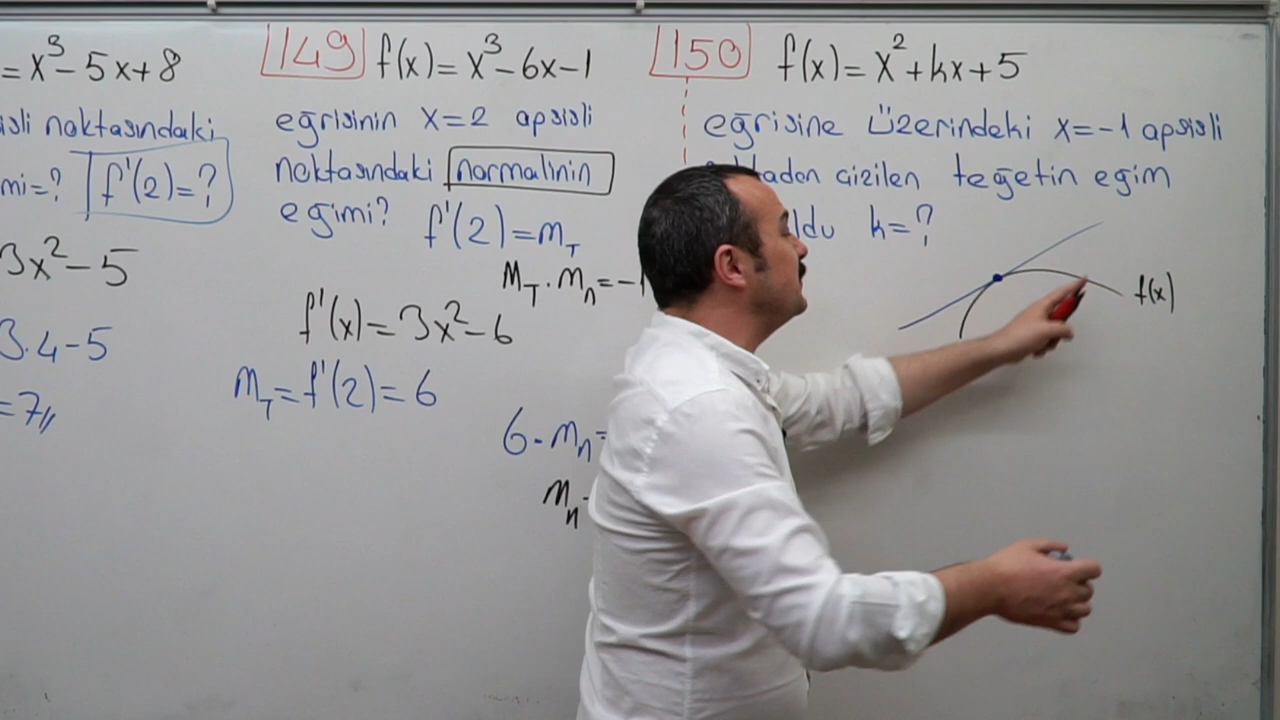 = x³ - 5x + 8
noktasındaki
mi=? f'(2)=?
3x² - 5
3.4 - 5
= 7//
149 f(x) = x³ - 6x - 1
eğrisinin x=2 apsisli
noktasındaki normalinin
eğimi? f'(2) = m_T
m_T . m_n = -1
f'(x) = 3x² - 6
m_T = f'(2) = 6
6 . m_n =
m_n
150 f(x) = x² + kx + 5
eğrisine üzerindeki x=-1 apsisli
çizilen teğetin eğim
k=?
f(x)